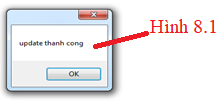 Hình 8.1
update thanh cong
OK